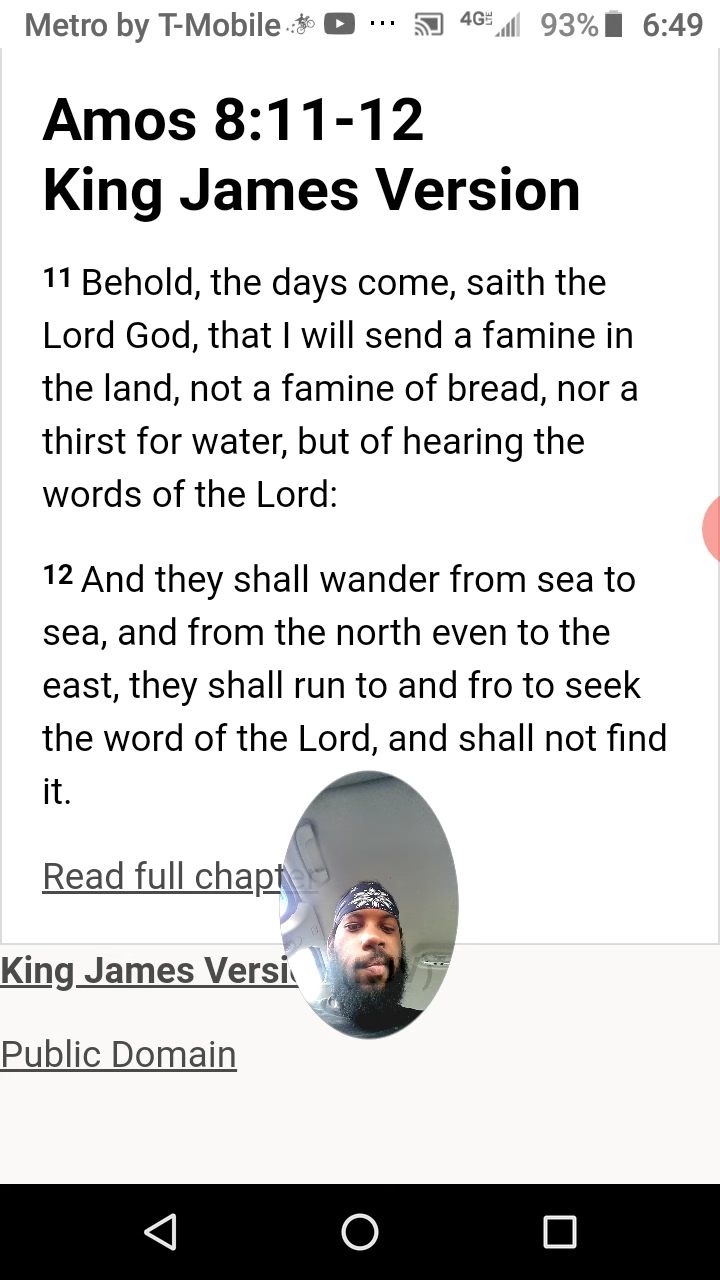 Metro by T-Mobile ... 4G LTE 93% 6:49
Amos 8:11-12
King James Version
11 Behold, the days come, saith the
Lord God, that I will send a famine in
the land, not a famine of bread, nor a
thirst for water, but of hearing the
words of the Lord:
12 And they shall wander from sea to
sea, and from the north even to the
east, they shall run to and fro to seek
the word of the Lord, and shall not find
it.
Read full chapter
King James Versi
Public Domain